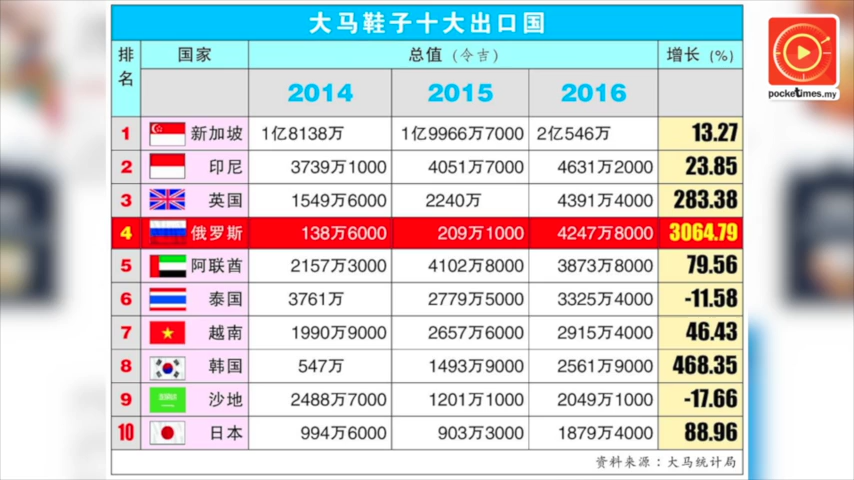 大马鞋子十大出口国
排名 国家 总值 (令吉) 增长 (%)
2014 2015 2016
1 新加坡 1亿8138万 1亿9966万7000 2亿546万 13.27
2 印尼 3739万1000 4051万7000 4631万2000 23.85
3 英国 1549万6000 2240万 4391万4000 283.38
4 俄罗斯 138万6000 209万1000 4247万8000 3064.79
5 阿联酋 2157万3000 4102万8000 3873万8000 79.56
6 泰国 3761万 2779万5000 3325万4000 -11.58
7 越南 1990万9000 2657万6000 2915万4000 46.43
8 韩国 547万 1493万9000 2561万9000 468.35
9 沙地 2488万7000 1201万1000 2049万1000 -17.66
10 日本 994万6000 903万3000 1879万4000 88.96
资料来源：大马统计局
pocketimes.my